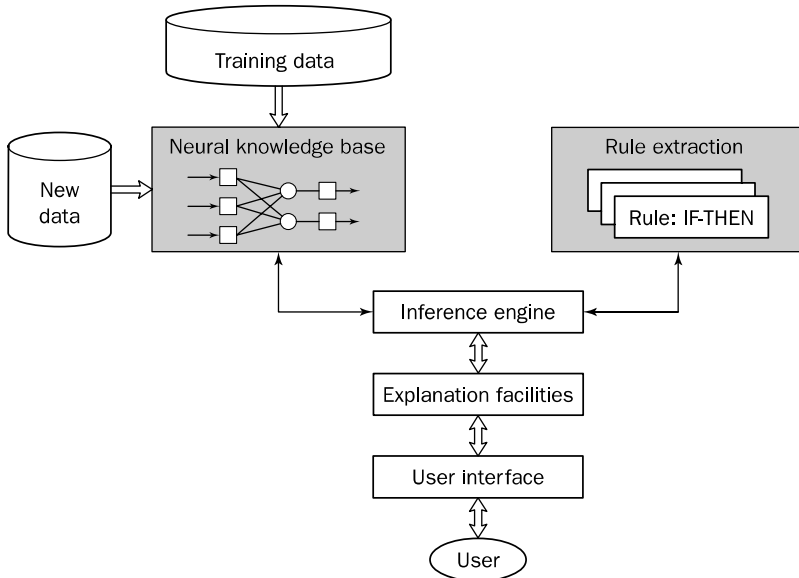 Training data
Neural knowledge base
Rule extraction
New
data
Rule: IF-THEN
Inference engine
Explanation facilities
User interface
User